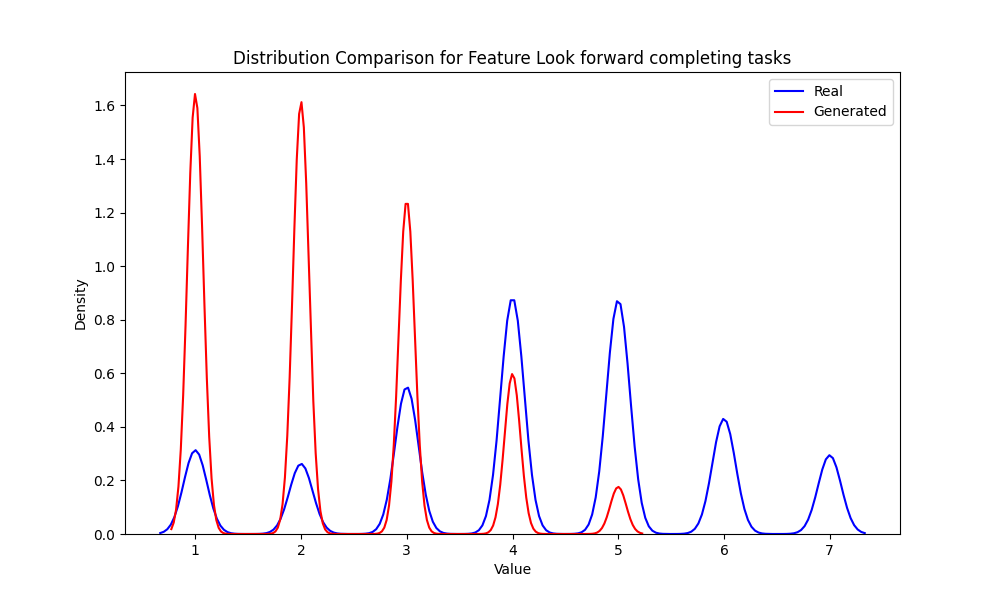 Distribution Comparison for Feature Look forward completing tasks
Real
Generated
Density
1.6
1.4
1.2
1.0
0.8
0.6
0.4
0.2
0.0
1 2 3 4 5 6 7
Value